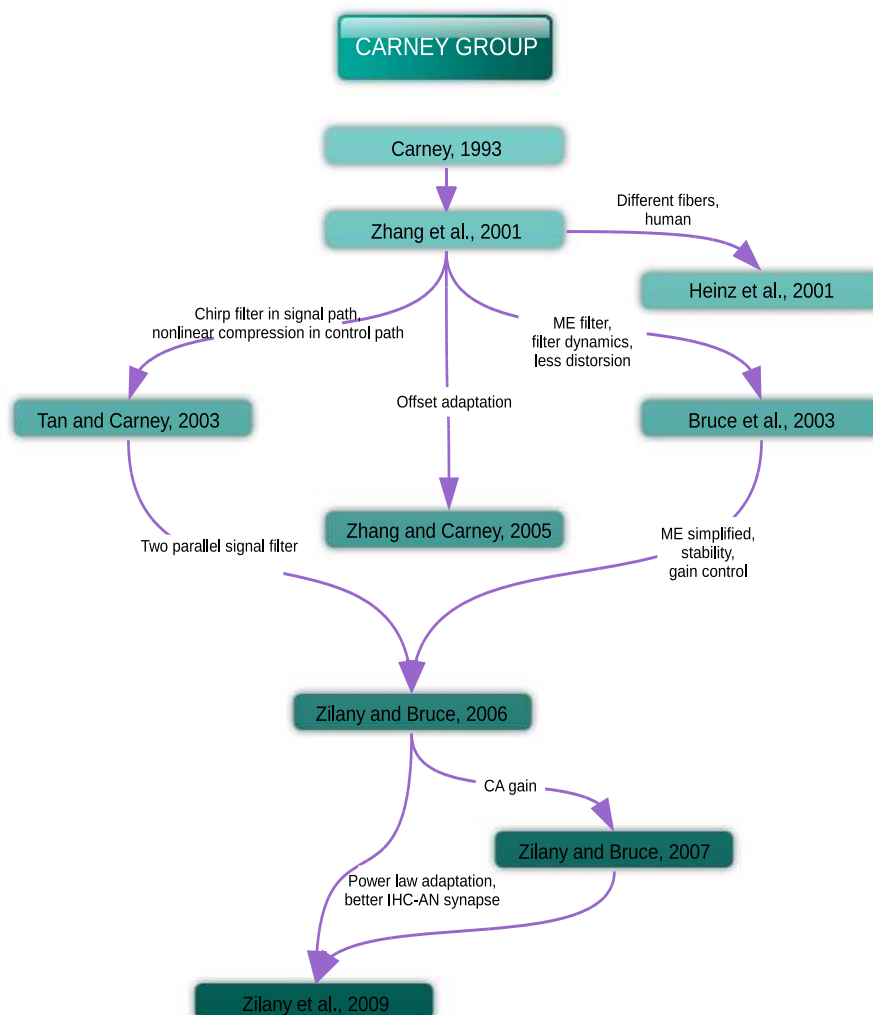 CARNEY GROUP
Carney, 1993
Zhang et al., 2001
Different fibers,
human
Heinz et al., 2001
Chirp filter in signal path,
nonlinear compression in control path
ME filter,
filter dynamics,
less distorsion
Tan and Carney, 2003
Offset adaptation
Bruce et al., 2003
Zhang and Carney, 2005
Two parallel signal filter
ME simplified,
stability,
gain control
Zilany and Bruce, 2006
CA gain
Zilany and Bruce, 2007
Power law adaptation,
better IHC-AN synapse
Zilany et al., 2009